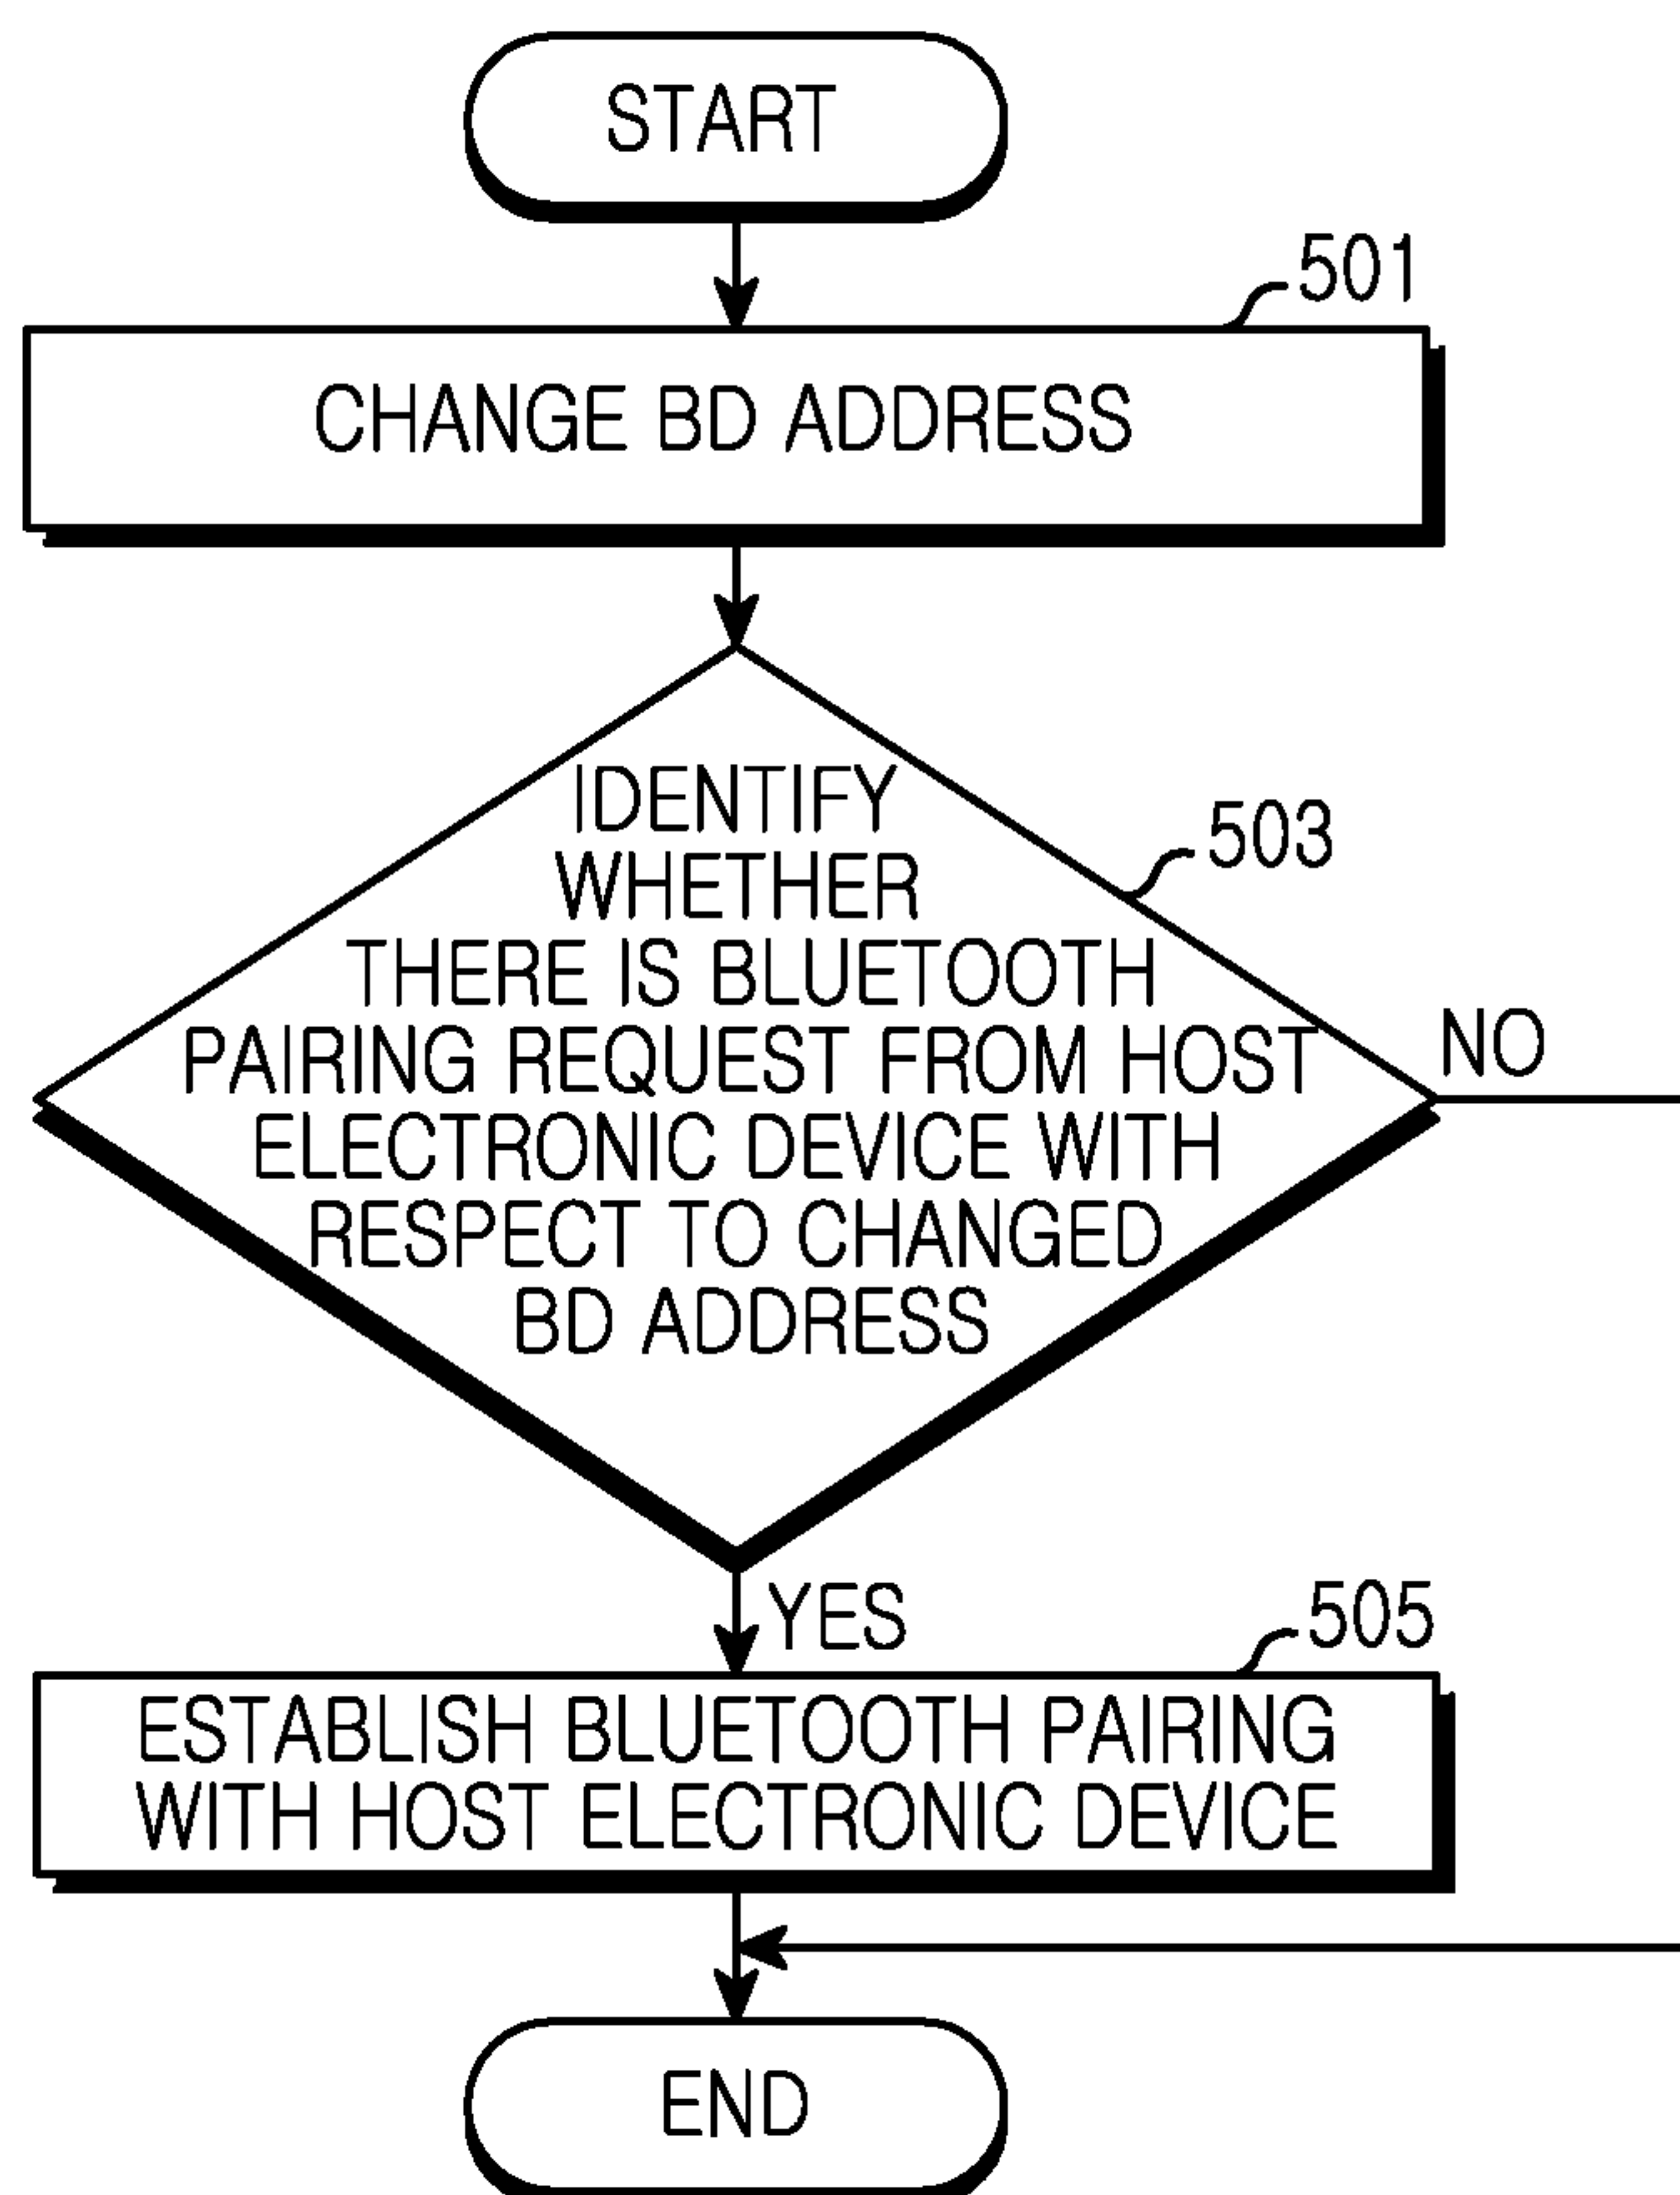 START
501
CHANGE BD ADDRESS
IDENTIFY
WHETHER
503
THERE IS BLUETOOTH
PAIRING REQUEST FROM HOST
NO
ELECTRONIC DEVICE WITH
RESPECT TO CHANGED
BD ADDRESS
YES
505
ESTABLISH BLUETOOTH PAIRING
WITH HOST ELECTRONIC DEVICE
END